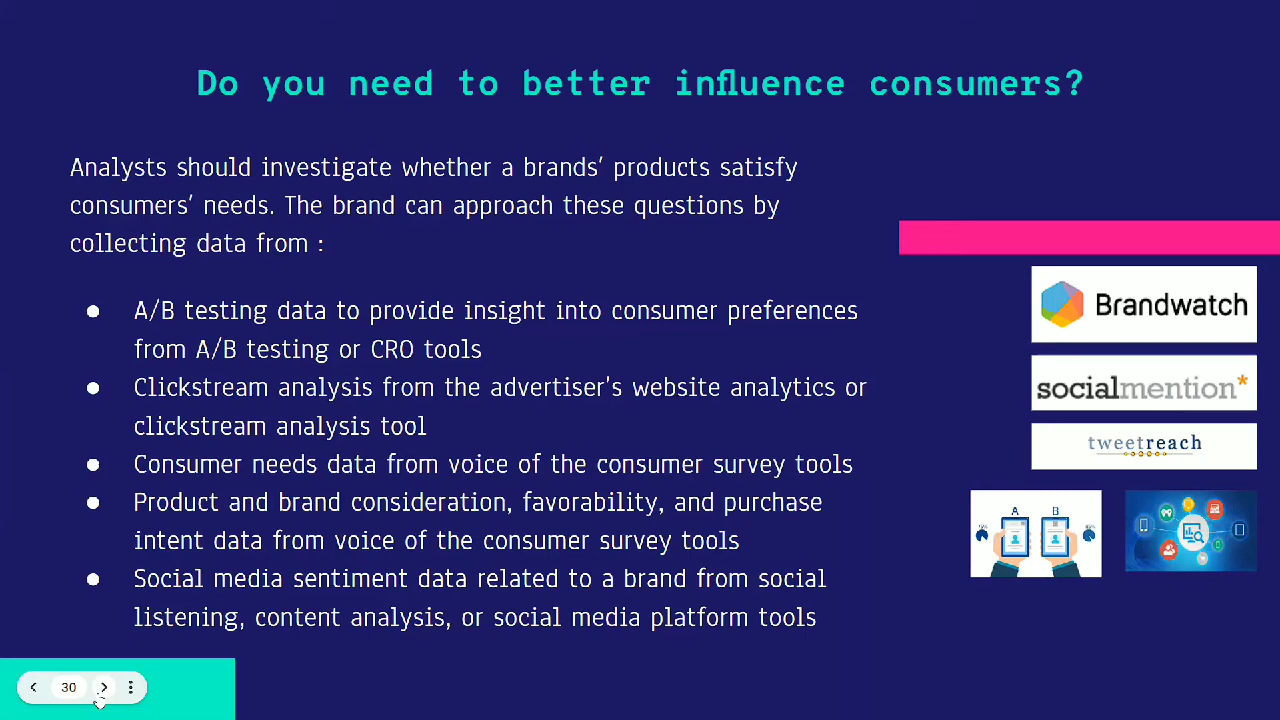 Do you need to better influence consumers?
Analysts should investigate whether a brands’ products satisfy
consumers’ needs. The brand can approach these questions by
collecting data from :
● A/B testing data to provide insight into consumer preferences
from A/B testing or CRO tools
● Clickstream analysis from the advertiser’s website analytics or
clickstream analysis tool
● Consumer needs data from voice of the consumer survey tools
● Product and brand consideration, favorability, and purchase
intent data from voice of the consumer survey tools
● Social media sentiment data related to a brand from social
listening, content analysis, or social media platform tools
Brandwatch
socialmention*
tweetreach
A B
30